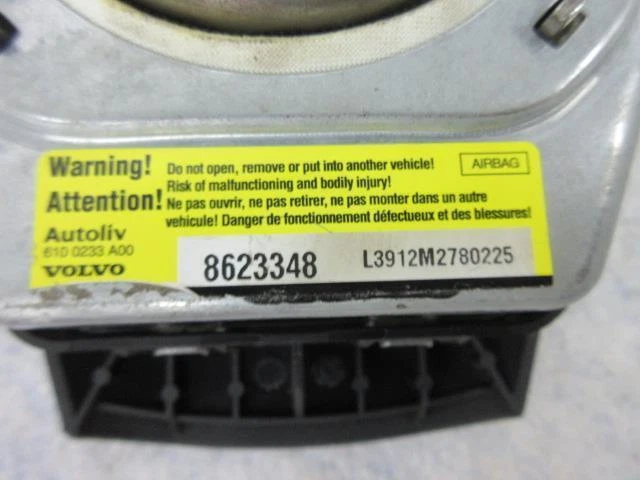 Warning! Do not open, remove or put into another vehicle! AIRBAG
Risk of malfunctioning and bodily injury!
Attention! Ne pas ouvrir, ne pas retirer, ne pas monter dans un autre
vehicule! Danger de fonctionnement défectueux et des blessures!
Autoliv
610 0233 A00
VOLVO 8623348 L3912M2780225